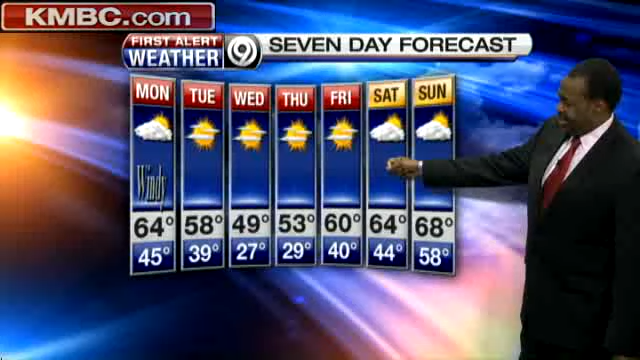 KMBC.com
FIRST ALERT
WEATHER 9 SEVEN DAY FORECAST
MON TUE WED THU FRI SAT SUN
Windy
64° 58° 49° 53° 60° 64° 68°
45° 39° 27° 29° 40° 44° 58°